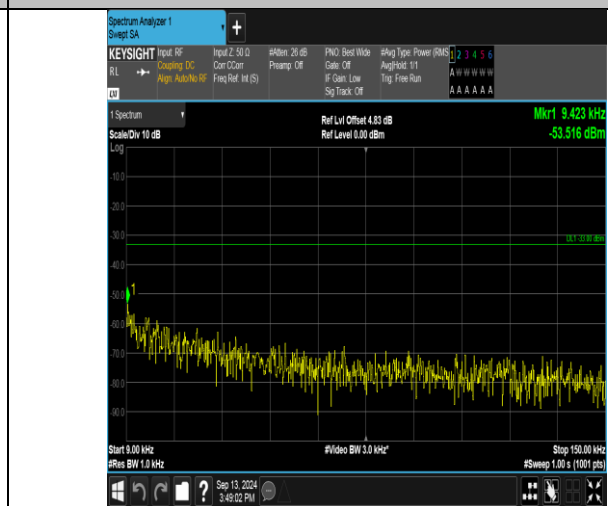 Spectrum Analyzer 1
Swept SA
+
KEYSIGHT
RL
Input: RF
Coupling: DC
Align: Auto/No RF
Input Z: 50 Ω
Corr CCorr
Freq Ref: Int (S)
#Atten: 26 dB
Preamp: Off
PNO: Best Wide
Gate: Off
IF Gain: Low
Sig Track: Off
#Avg Type: Power (RMS
Avg|Hold: 1/1
Trig: Free Run
1 2 3 4 5 6
A W W W W W
A A A A A A
1 Spectrum
Scale/Div 10 dB
Ref Lvl Offset 4.83 dB
Ref Level 0.00 dBm
Mkr1 9.423 kHz
-53.516 dBm
Log
-10.0
-20.0
-30.0
DL1 -33.00 dBm
-40.0
-50.0
1
-60.0
-70.0
-80.0
-90.0
Start 9.00 kHz
#Res BW 1.0 kHz
#Video BW 3.0 kHz*
Stop 150.00 kHz
#Sweep 1.00 s (1001 pts)
?
Sep 13, 2024
3:49:02 PM